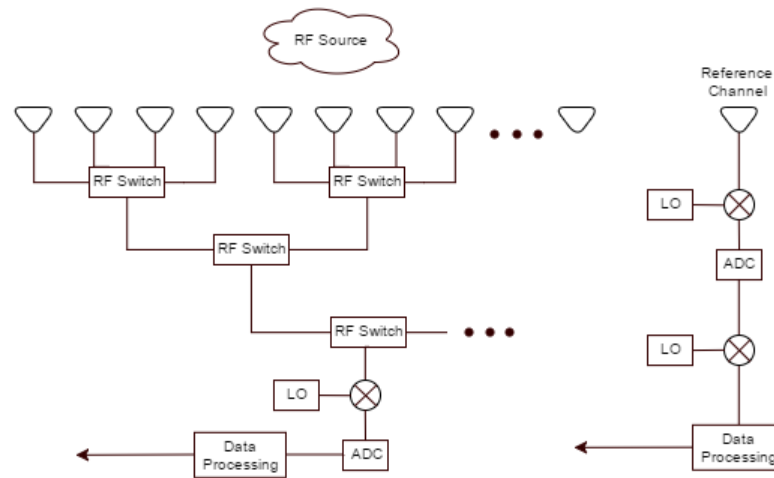 RF Source
Reference
Channel
RF Switch
RF Switch
LO
RF Switch
ADC
RF Switch
LO
LO
Data
Processing
ADC
Data
Processing